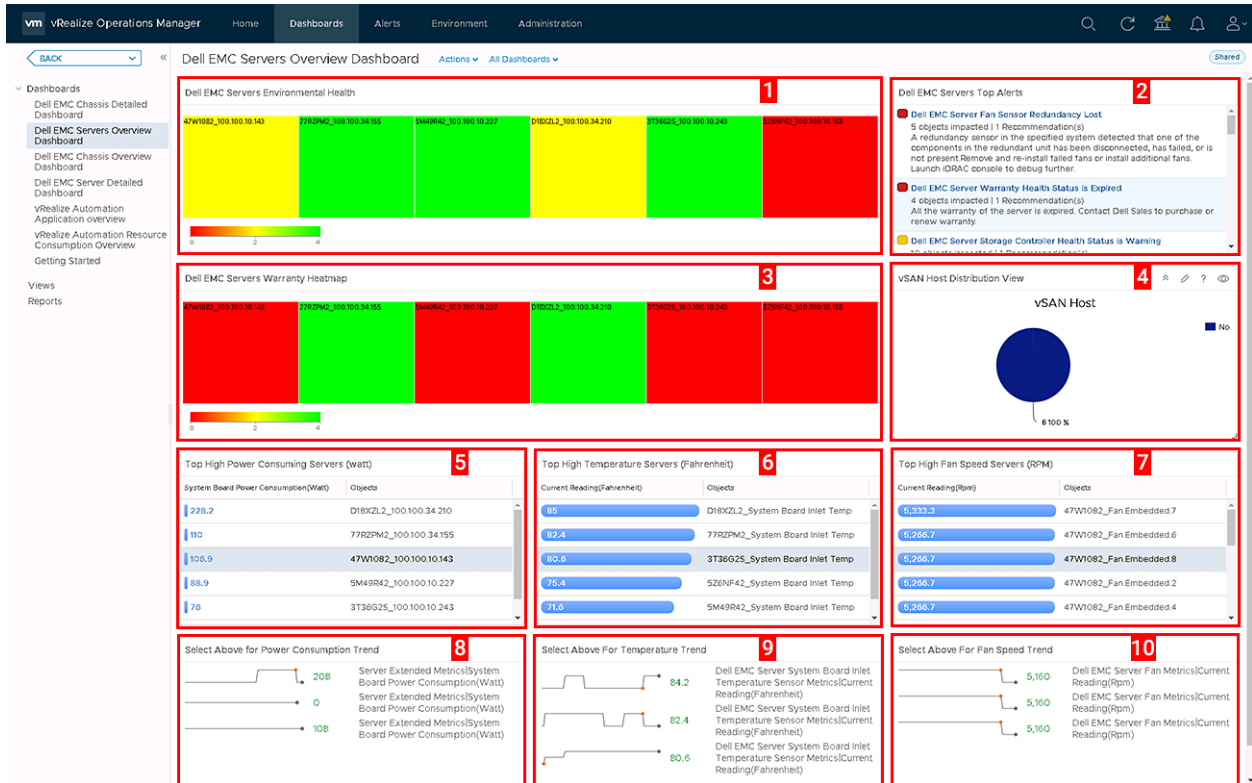 vm vRealize Operations Manager Home Dashboards Alerts Environment Administration
BACK
Dashboards
Dell EMC Chassis Detailed
Dashboard
Dell EMC Servers Overview
Dashboard
Dell EMC Chassis Overview
Dashboard
Dell EMC Server Detailed
Dashboard
vRealize Automation
Application overview
vRealize Automation Resource
Consumption Overview
Getting Started
Views
Reports
Dell EMC Servers Overview Dashboard Actions All Dashboards Shared
Dell EMC Servers Environmental Health 1
47W1082_100.100.10.143 77RZPM2_100.100.34.155 5M49R42_100.100.10.227 D18XZL2_100.100.34.210 3T36G2S_100.100.10.243 5Z6NF42_100.100.10.158
0 2 4
Dell EMC Servers Top Alerts 2
Dell EMC Server Fan Sensor Redundancy Lost
5 objects impacted | 1 Recommendation(s)
A redundancy sensor in the specified system detected that one of the
components in the redundant unit has been disconnected, has failed, or is
not present.Remove and re-install failed fans or install additional fans.
Launch iDRAC console to debug further.
Dell EMC Server Warranty Health Status is Expired
4 objects impacted | 1 Recommendation(s)
All the warranty of the server is expired. Contact Dell Sales to purchase or
renew warranty.
Dell EMC Server Storage Controller Health Status is Warning
10 objects impacted | 1 Recommendation(s)
Dell EMC Servers Warranty Heatmap 3
47W1082_100.100.10.143 77RZPM2_100.100.34.155 5M49R42_100.100.10.227 D18XZL2_100.100.34.210 3T36G2S_100.100.10.243 5Z6NF42_100.100.10.158
0 2 4
vSAN Host Distribution View 4 ?
vSAN Host
No
6 100 %
Top High Power Consuming Servers (watt) 5
System Board Power Consumption(Watt) Objects
228.2 D18XZL2_100.100.34.210
110 77RZPM2_100.100.34.155
106.9 47W1082_100.100.10.143
88.9 5M49R42_100.100.10.227
76 3T36G2S_100.100.10.243
Top High Temperature Servers (Fahrenheit) 6
Current Reading(Fahrenheit) Objects
85 D18XZL2_System Board Inlet Temp
82.4 77RZPM2_System Board Inlet Temp
80.6 3T36G2S_System Board Inlet Temp
75.4 5Z6NF42_System Board Inlet Temp
71.6 5M49R42_System Board Inlet Temp
Top High Fan Speed Servers (RPM) 7
Current Reading(Rpm) Objects
5,333.3 47W1082_Fan.Embedded.7
5,266.7 47W1082_Fan.Embedded.6
5,266.7 47W1082_Fan.Embedded.8
5,266.7 47W1082_Fan.Embedded.2
5,266.7 47W1082_Fan.Embedded.4
Select Above for Power Consumption Trend 8
208 Server Extended Metrics|System
Board Power Consumption(Watt)
0 Server Extended Metrics|System
Board Power Consumption(Watt)
108 Server Extended Metrics|System
Board Power Consumption(Watt)
Select Above For Temperature Trend 9
84.2 Dell EMC Server System Board Inlet
Temperature Sensor Metrics|Current
Reading(Fahrenheit)
82.4 Dell EMC Server System Board Inlet
Temperature Sensor Metrics|Current
Reading(Fahrenheit)
80.6 Dell EMC Server System Board Inlet
Temperature Sensor Metrics|Current
Reading(Fahrenheit)
Select Above For Fan Speed Trend 10
5,160 Dell EMC Server Fan Metrics|Current
Reading(Rpm)
5,160 Dell EMC Server Fan Metrics|Current
Reading(Rpm)
5,160 Dell EMC Server Fan Metrics|Current
Reading(Rpm)